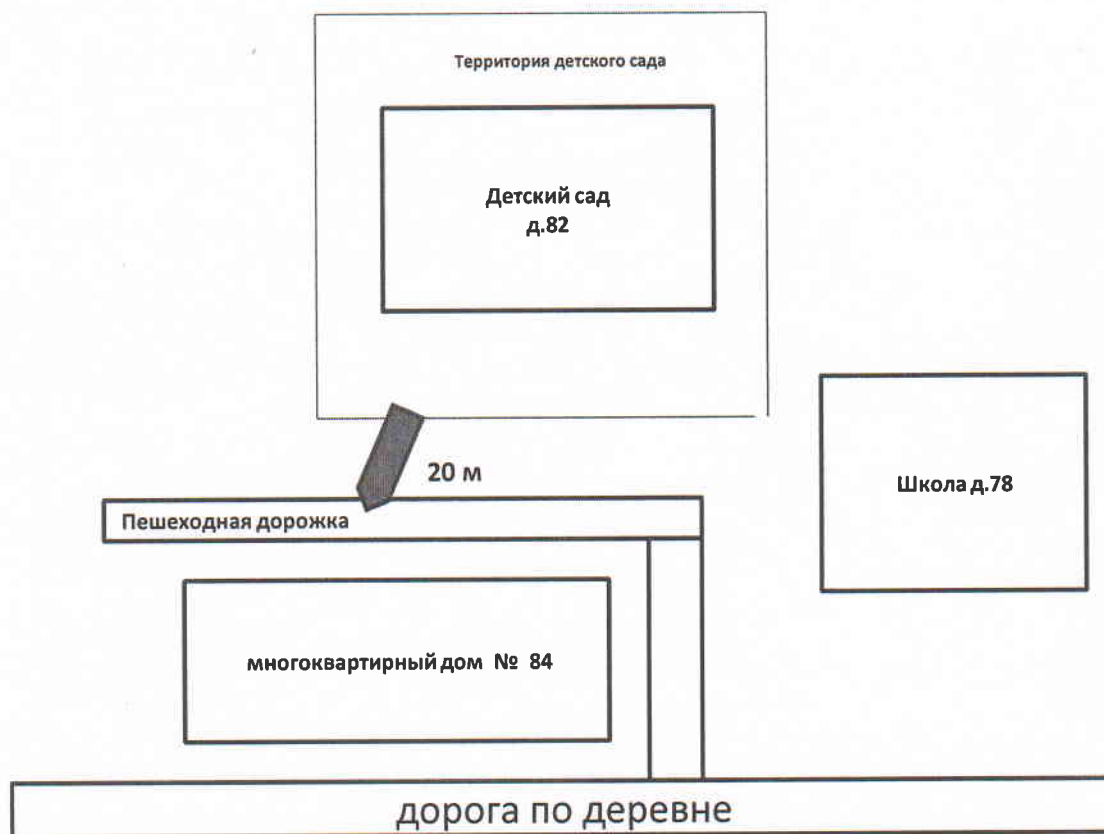 Территория детского сада
Детский сад
д.82
20 м
Школа д.78
Пешеходная дорожка
многоквартирный дом № 84
дорога по деревне